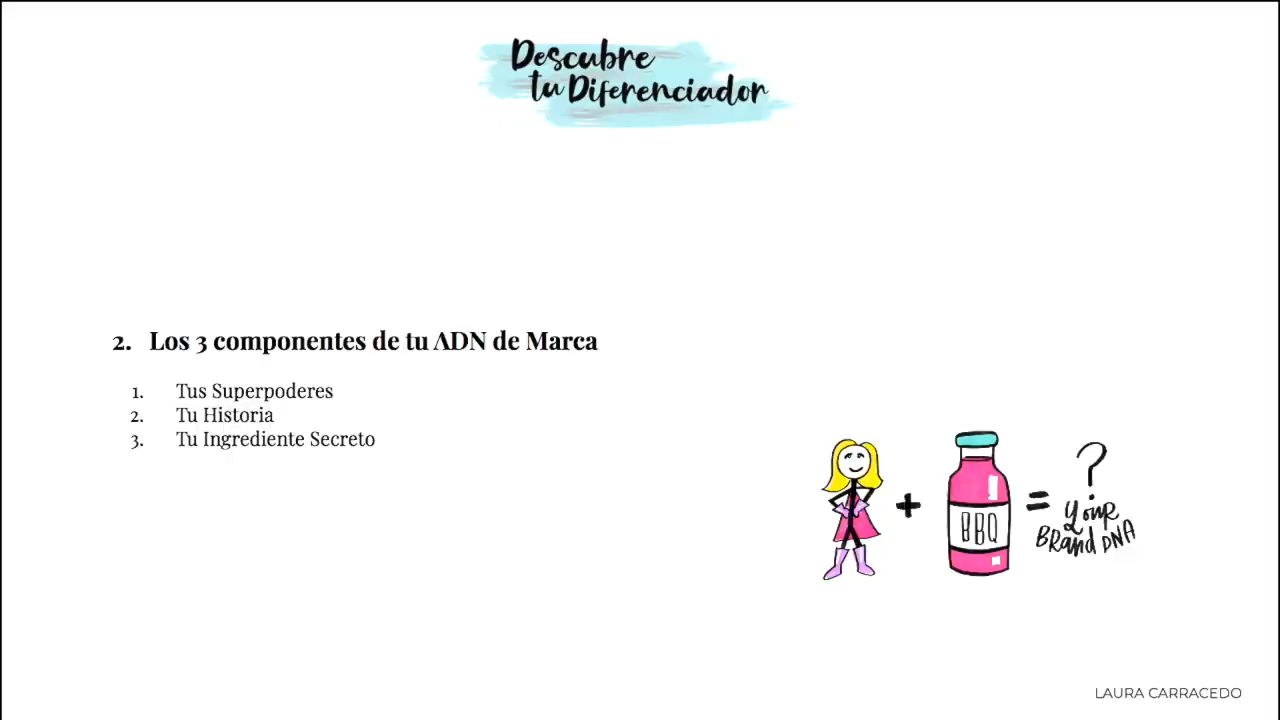 Descubre
tu Diferenciador
2. Los 3 componentes de tu ADN de Marca
1. Tus Superpoderes
2. Tu Historia
3. Tu Ingrediente Secreto
+
BBQ
=
?
your
BRand DNA
LAURA CARRACEDO